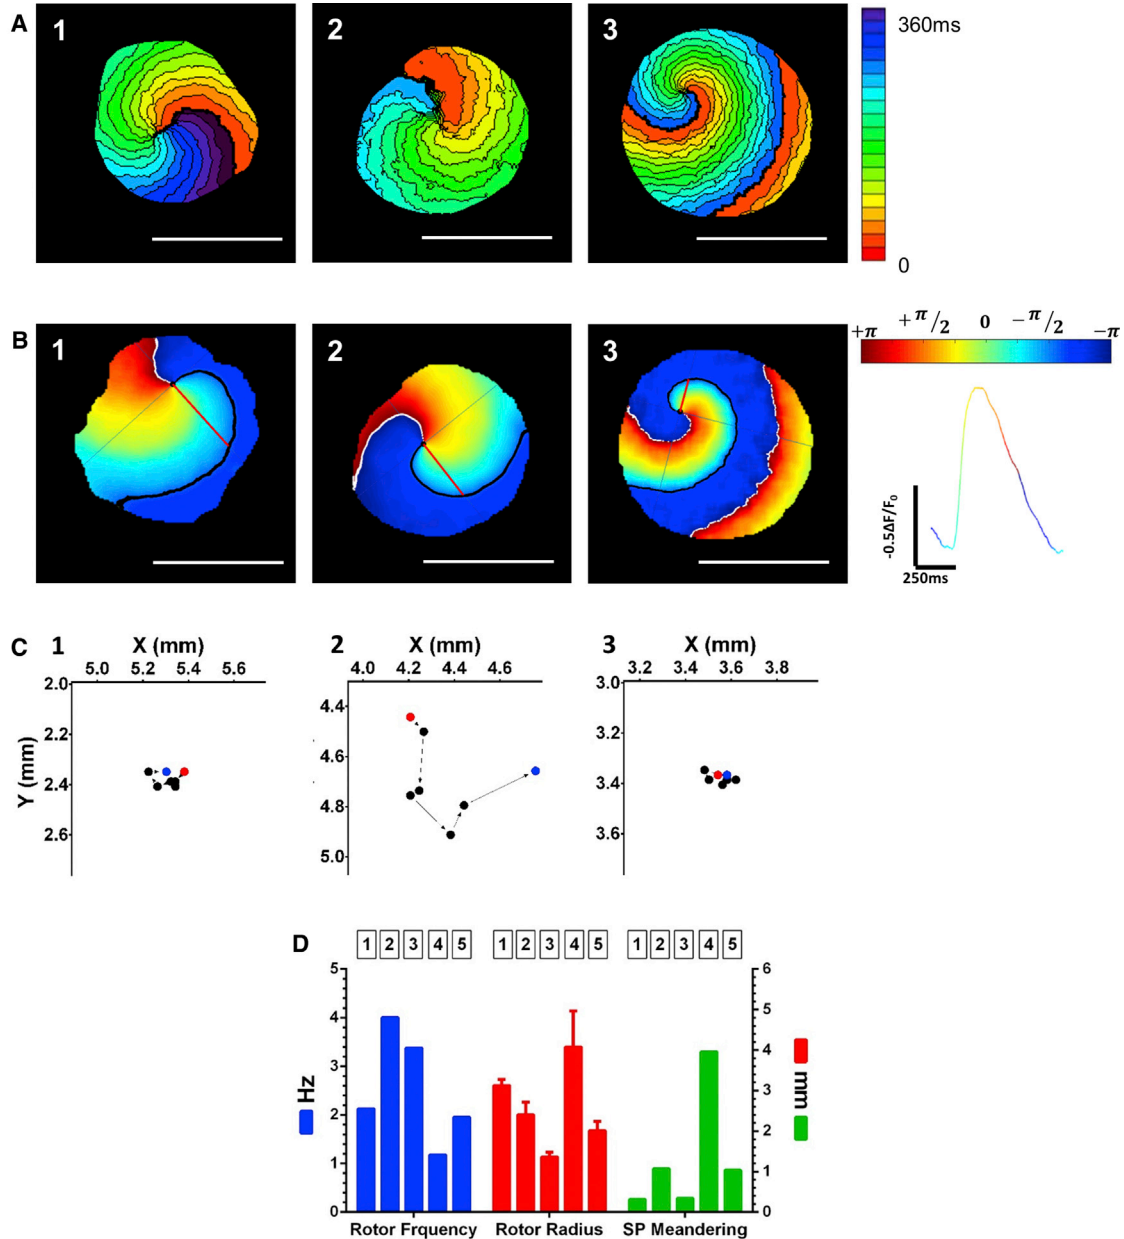 A
1
2
3
360ms
0
B
1
2
3
+π +π/2 0 −π/2 −π
-0.5ΔF/F0
250ms
C
1
X (mm)
5.0 5.2 5.4 5.6
Y (mm)
2.0
2.2
2.4
2.6
2
X (mm)
4.0 4.2 4.4 4.6
4.4
4.6
4.8
5.0
3
X (mm)
3.2 3.4 3.6 3.8
3.0
3.2
3.4
3.6
D
1 2 3 4 5 1 2 3 4 5 1 2 3 4 5
Hz
5
4
3
2
1
0
6
5
4
3
2
1
0
mm
Rotor Frquency Rotor Radius SP Meandering